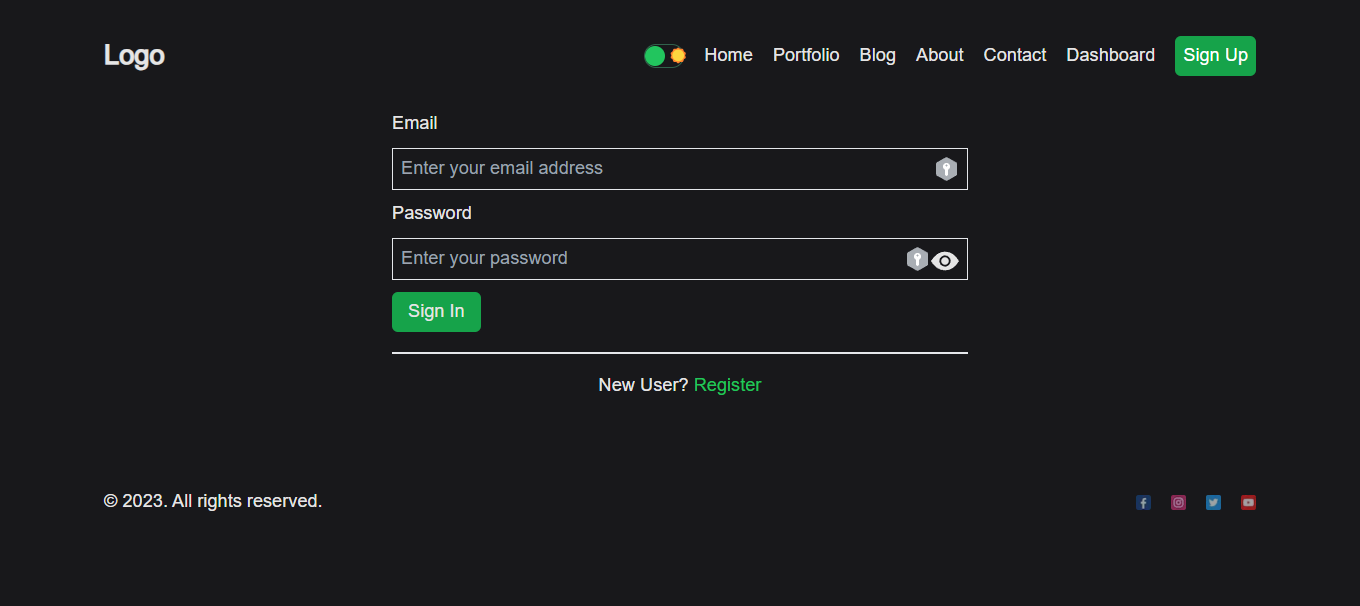 Logo
Home Portfolio Blog About Contact Dashboard Sign Up
Email
Enter your email address
Password
Enter your password
Sign In
New User? Register
© 2023. All rights reserved.